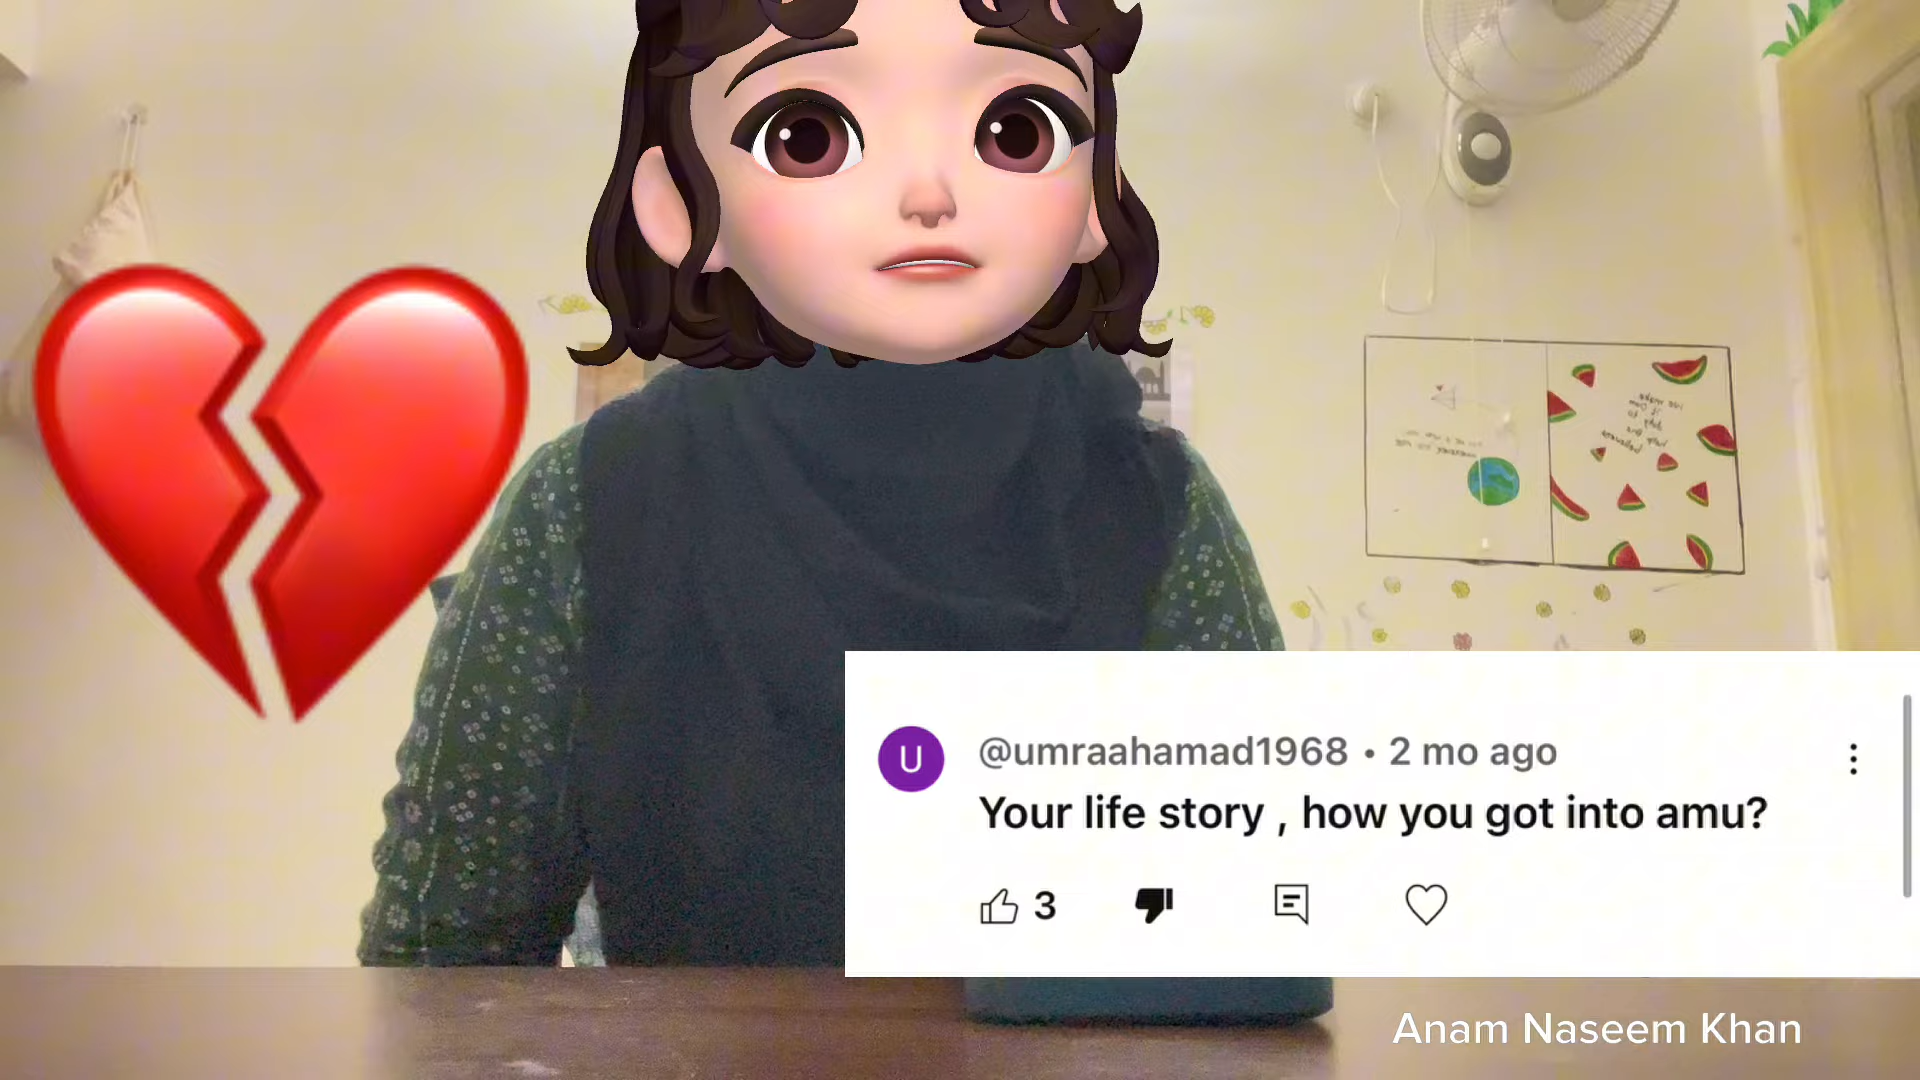 U
@umraahamad1968 • 2 mo ago
Your life story , how you got into amu?
3
Anam Naseem Khan